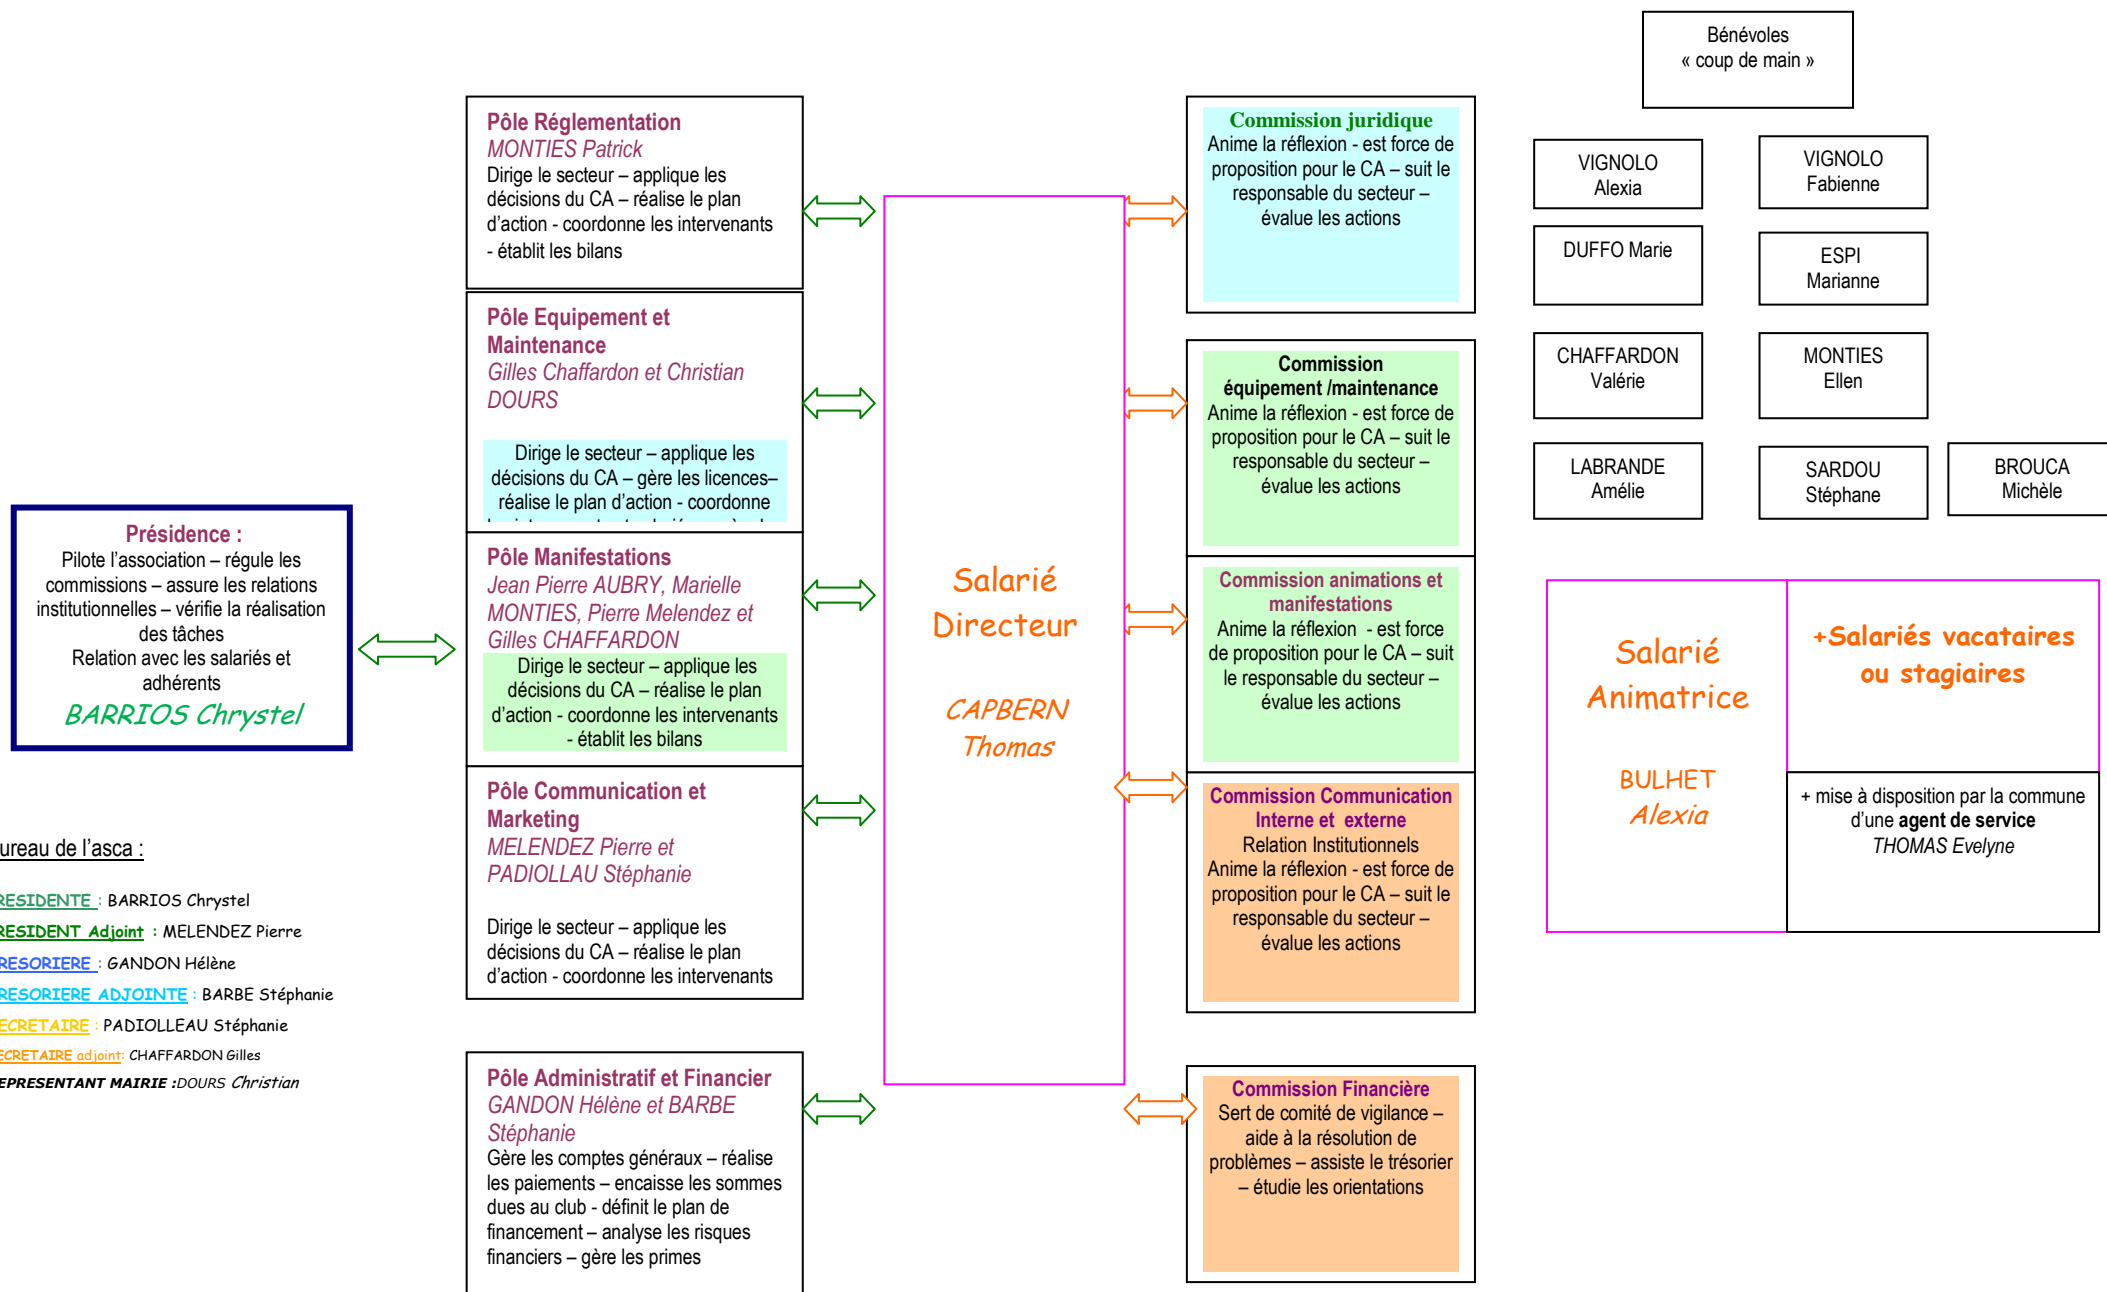 Bénévoles
« coup de main »
Pôle Réglementation
MONTIES Patrick
Dirige le secteur – applique les
décisions du CA – réalise le plan
d’action - coordonne les intervenants
- établit les bilans
Pôle Equipement et
Maintenance
Gilles Chaffardon et Christian
DOURS
Dirige le secteur – applique les
décisions du CA – gère les licences–
réalise le plan d’action - coordonne
Pôle Manifestations
Jean Pierre AUBRY, Marielle
MONTIES, Pierre Melendez et
Gilles CHAFFARDON
Dirige le secteur – applique les
décisions du CA – réalise le plan
d’action - coordonne les intervenants
- établit les bilans
Pôle Communication et
Marketing
MELENDEZ Pierre et
PADIOLLAU Stéphanie
Dirige le secteur – applique les
décisions du CA – réalise le plan
d’action - coordonne les intervenants
Pôle Administratif et Financier
GANDON Hélène et BARBE
Stéphanie
Gère les comptes généraux – réalise
les paiements – encaisse les sommes
dues au club - définit le plan de
financement – analyse les risques
financiers – gère les primes
Présidence :
Pilote l’association – régule les
commissions – assure les relations
institutionnelles – vérifie la réalisation
des tâches
Relation avec les salariés et
adhérents
BARRIOS Chrystel
ureau de l’asca :
RESIDENTE : BARRIOS Chrystel
RESIDENT Adjoint : MELENDEZ Pierre
RESORIERE : GANDON Hélène
RESORIERE ADJOINTE : BARBE Stéphanie
ECRETAIRE : PADIOLLEAU Stéphanie
ECRETAIRE adjoint: CHAFFARDON Gilles
EPRESENTANT MAIRIE :DOURS Christian
Salarié
Directeur
CAPBERN
Thomas
Commission juridique
Anime la réflexion - est force de
proposition pour le CA – suit le
responsable du secteur –
évalue les actions
Commission
équipement /maintenance
Anime la réflexion - est force de
proposition pour le CA – suit le
responsable du secteur –
évalue les actions
Commission animations et
manifestations
Anime la réflexion - est force
de proposition pour le CA – suit
le responsable du secteur –
évalue les actions
Commission Communication
Interne et externe
Relation Institutionnels
Anime la réflexion - est force de
proposition pour le CA – suit le
responsable du secteur –
évalue les actions
Commission Financière
Sert de comité de vigilance –
aide à la résolution de
problèmes – assiste le trésorier
– étudie les orientations
VIGNOLO
Alexia
VIGNOLO
Fabienne
DUFFO Marie
ESPI
Marianne
CHAFFARDON
Valérie
MONTIES
Ellen
LABRANDE
Amélie
SARDOU
Stéphane
BROUCA
Michèle
Salarié
Animatrice
BULHET
Alexia
+Salariés vacataires
ou stagiaires
+ mise à disposition par la commune
d’une agent de service
THOMAS Evelyne